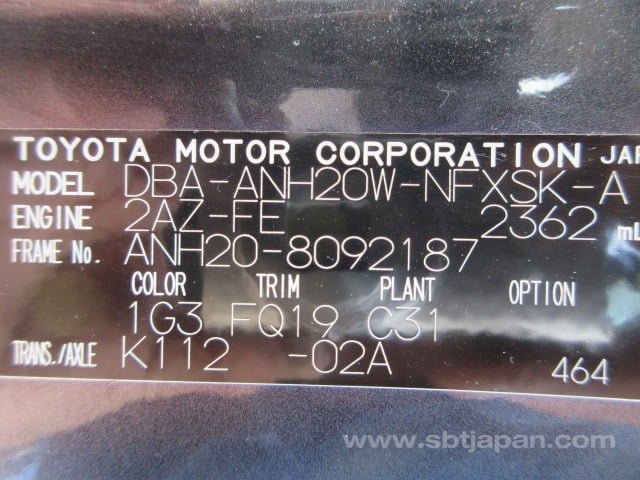 TOYOTA MOTOR CORPORATION
MODEL DBA-ANH20W-NFXSK-A
ENGINE 2AZ-FE 2362 mL
FRAME No. ANH20-8092187
COLOR TRIM PLANT OPTION
1G3 FQ19 C31
TRANS./AXLE K112 -02A
464
www.sbtjapan.com